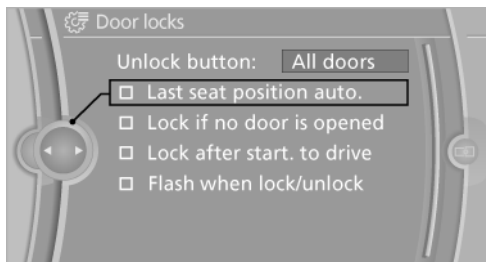 Door locks
Unlock button: All doors
Last seat position auto.
Lock if no door is opened
Lock after start. to drive
Flash when lock/unlock